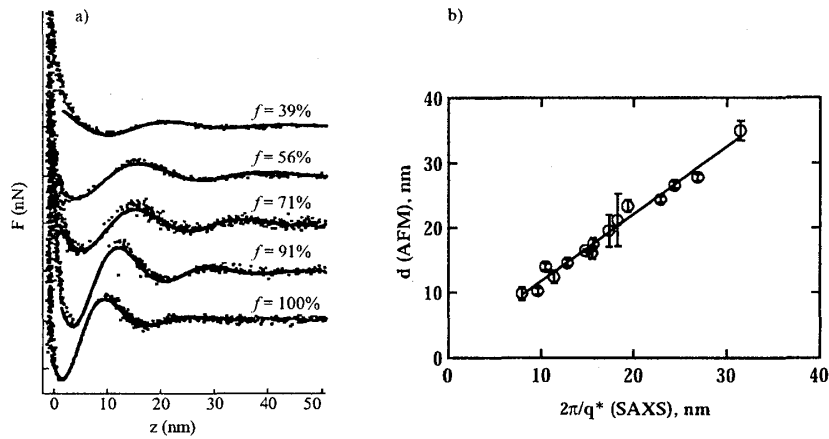 a)
F (nN)
f = 39%
f = 56%
f = 71%
f = 91%
f = 100%
0 10 20 30 40 50
z (nm)
b)
d (AFM), nm
40
30
20
10
0
0 10 20 30 40
2π/q* (SAXS), nm